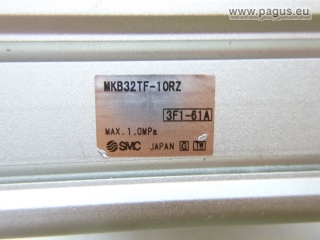 www.pagus.eu
MKB32TF-10RZ
3F1-61A
MAX. 1.0MPa
SMC JAPAN